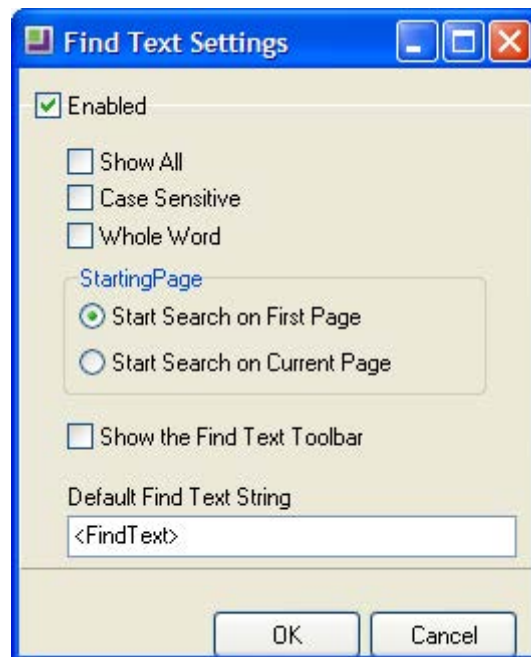 Find Text Settings
Enabled
Show All
Case Sensitive
Whole Word
StartingPage
Start Search on First Page
Start Search on Current Page
Show the Find Text Toolbar
Default Find Text String
<FindText>
OK Cancel